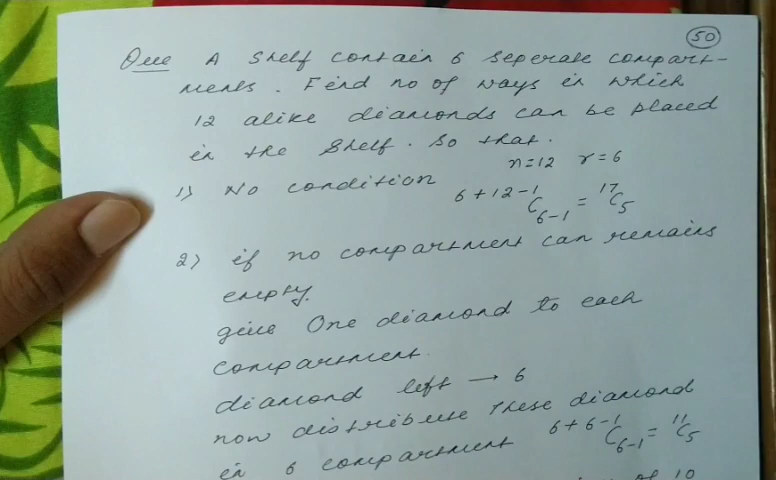 50
Que A Shelf contain 6 seperate compart-
ments. Find no of ways in which
12 alike diamonds can be placed
in the Shelf. So that.
n=12 r=6
1) No condition 6+12-1C6-1 = 17C5
2) if no compartment can remains
empty.
give One diamond to each
compartment.
diamond left → 6
now distribute these diamond
in 6 compartment 6+6-1C6-1 = 11C5
of 10